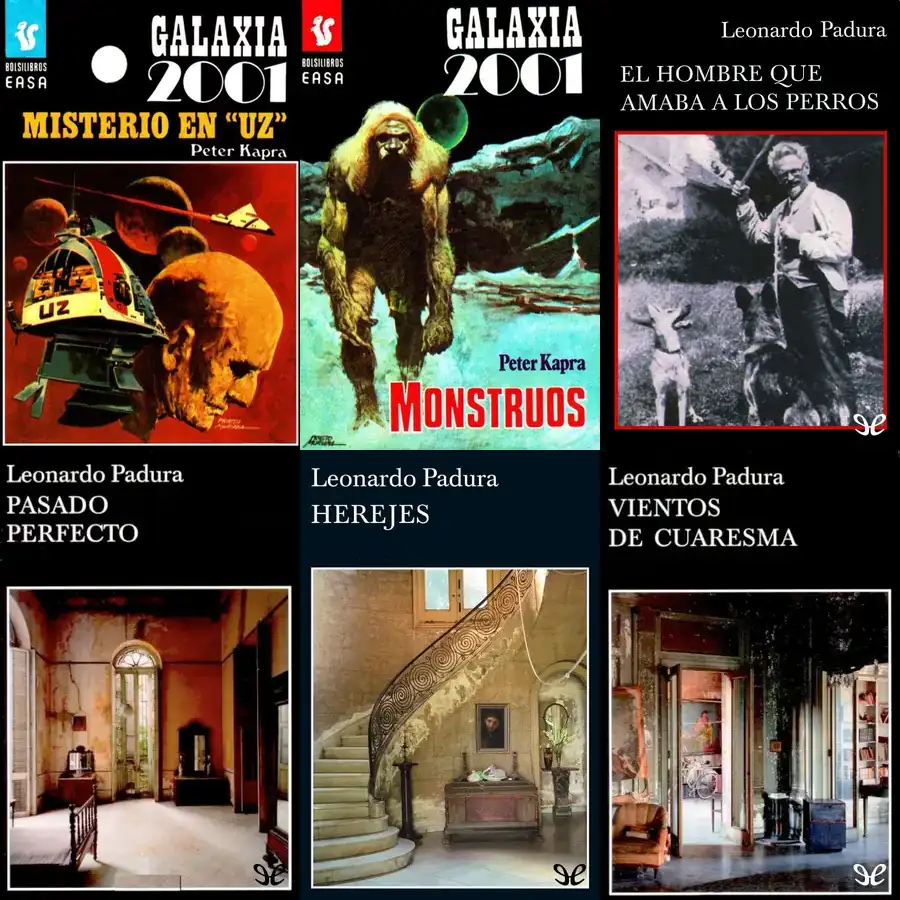 BOLSILIBROS
EASA
GALAXIA
2001
MISTERIO EN "UZ"
Peter Kapra
UZ
BOLSILIBROS
EASA
GALAXIA
2001
Peter Kapra
MONSTRUOS
Leonardo Padura
EL HOMBRE QUE
AMABA A LOS PERROS
Leonardo Padura
PASADO
PERFECTO
Leonardo Padura
HEREJES
Leonardo Padura
VIENTOS
DE CUARESMA